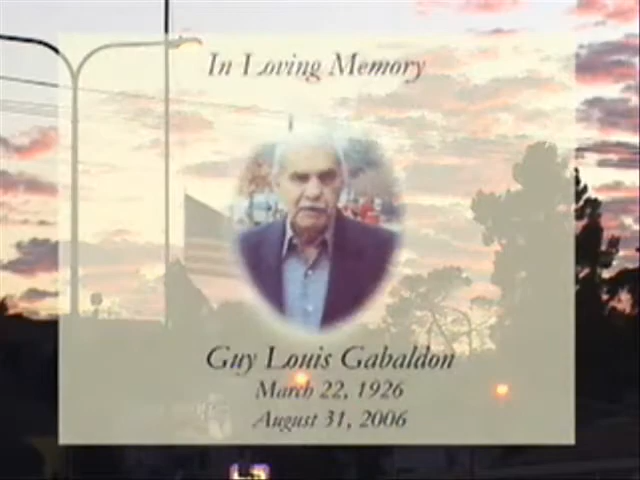 In Loving Memory
Guy Louis Gabaldon
March 22, 1926
August 31, 2006